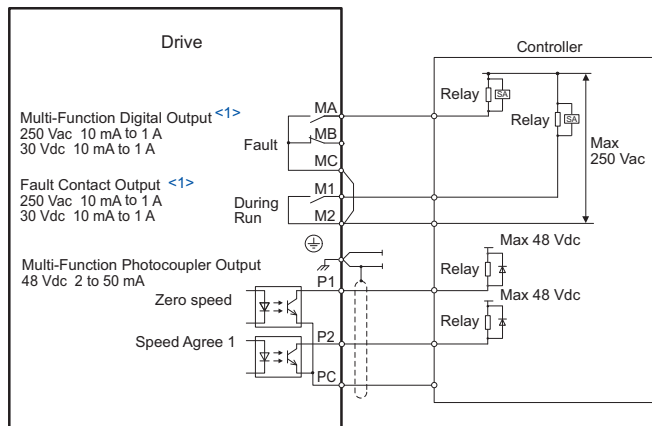 Drive
Controller
Multi-Function Digital Output <1>
250 Vac 10 mA to 1 A
30 Vdc 10 mA to 1 A
Fault
MA
MB
MC
Relay
SA
Relay
SA
Max
250 Vac
Fault Contact Output <1>
250 Vac 10 mA to 1 A
30 Vdc 10 mA to 1 A
During
Run
M1
M2
Multi-Function Photocoupler Output
48 Vdc 2 to 50 mA
Zero speed
P1
Max 48 Vdc
Relay
Max 48 Vdc
Speed Agree 1
P2
Relay
PC